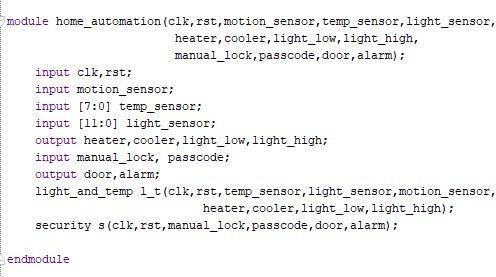 module home_automation(clk,rst,motion_sensor,temp_sensor,light_sensor,
heater,cooler,light_low,light_high,
manual_lock,passcode,door,alarm);
input clk,rst;
input motion_sensor;
input [7:0] temp_sensor;
input [11:0] light_sensor;
output heater,cooler,light_low,light_high;
input manual_lock, passcode;
output door,alarm;
light_and_temp l_t(clk,rst,temp_sensor,light_sensor,motion_sensor,
heater,cooler,light_low,light_high);
security s(clk,rst,manual_lock,passcode,door,alarm);
endmodule